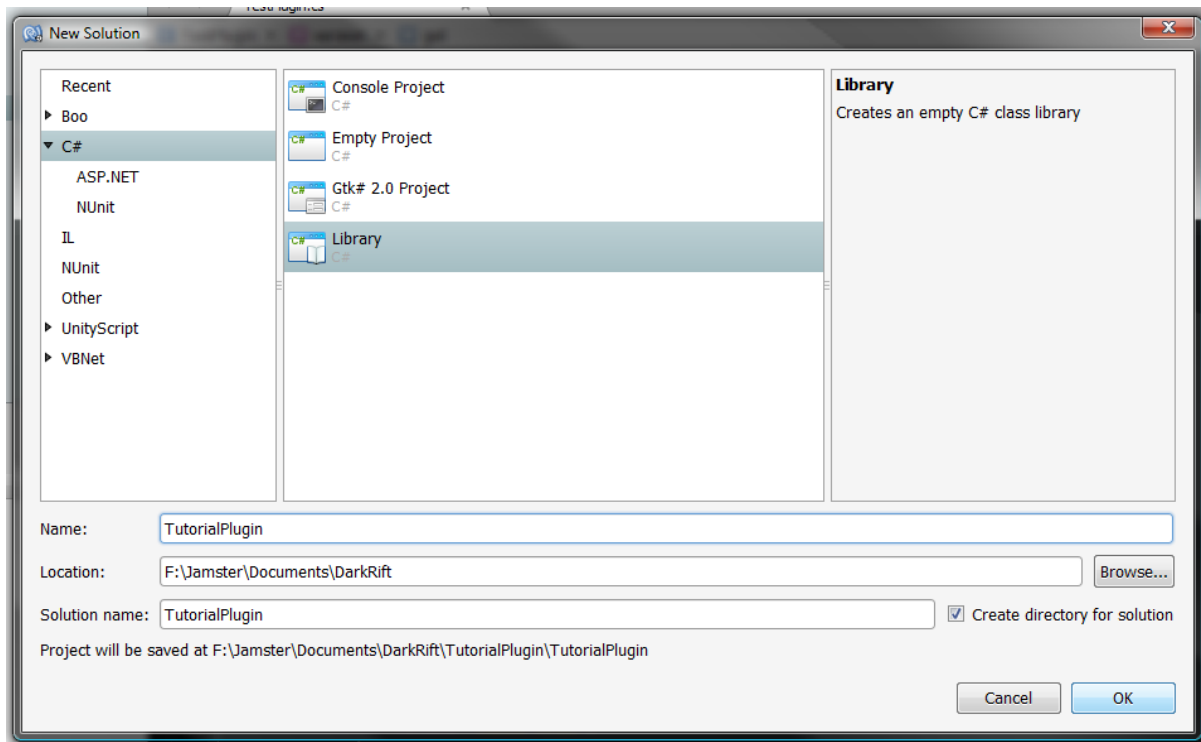 TestPlugin.cs
New Solution
Recent
Boo
C#
ASP.NET
NUnit
IL
NUnit
Other
UnityScript
VBNet
C#
Console Project
C#
C#
Empty Project
C#
C#
Gtk# 2.0 Project
C#
C#
Library
C#
Library
Creates an empty C# class library
Name: TutorialPlugin
Location: F:\Jamster\Documents\DarkRift Browse...
Solution name: TutorialPlugin Create directory for solution
Project will be saved at F:\Jamster\Documents\DarkRift\TutorialPlugin\TutorialPlugin
Cancel OK